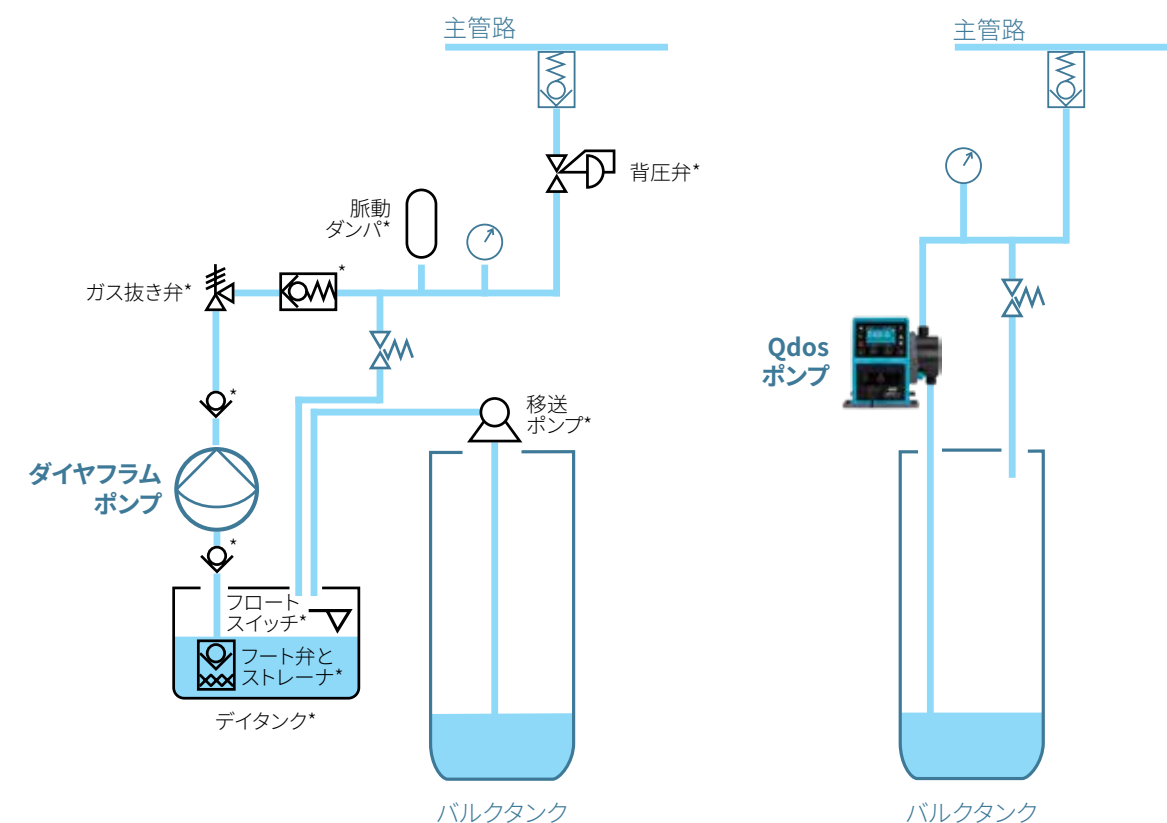 主管路
主管路
背圧弁*
脈動
ダンパ*
*
ガス抜き弁*
Qdos
ポンプ
*
移送
ポンプ*
ダイヤフラム
ポンプ
*
フロート
スイッチ*
フート弁と
ストレーナ*
デイタンク*
バルクタンク
バルクタンク